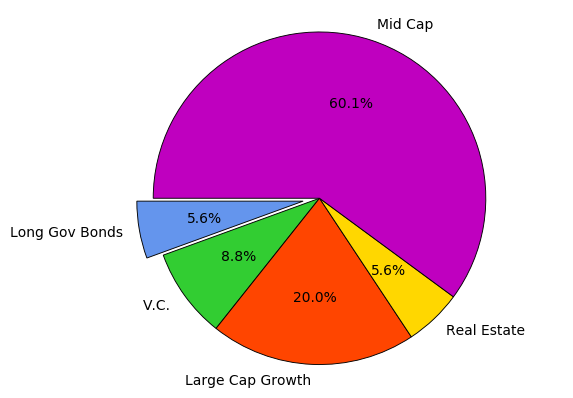 Mid Cap
60.1%
5.6%
Long Gov Bonds
8.8%
5.6%
20.0%
V.C.
Real Estate
Large Cap Growth